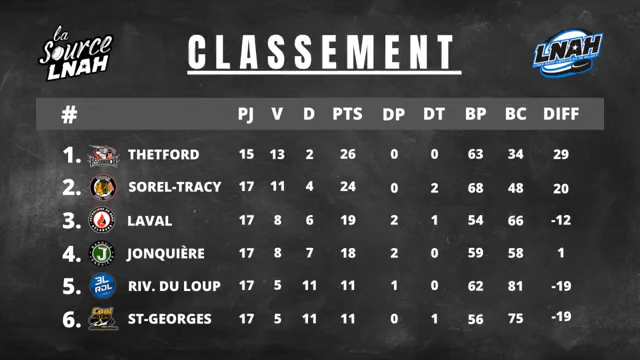 la
Source
LNAH
CLASSEMENT
LNAH
# PJ V D PTS DP DT BP BC DIFF
1. THETFORD 15 13 2 26 0 0 63 34 29
2. SOREL-TRACY 17 11 4 24 0 2 68 48 20
3. LAVAL 17 8 6 19 2 1 54 66 -12
4. JONQUIÈRE 17 8 7 18 2 0 59 58 1
5. 3L RDL RIV. DU LOUP 17 5 11 11 1 0 62 81 -19
6. Cool ST-GEORGES 17 5 11 11 0 1 56 75 -19